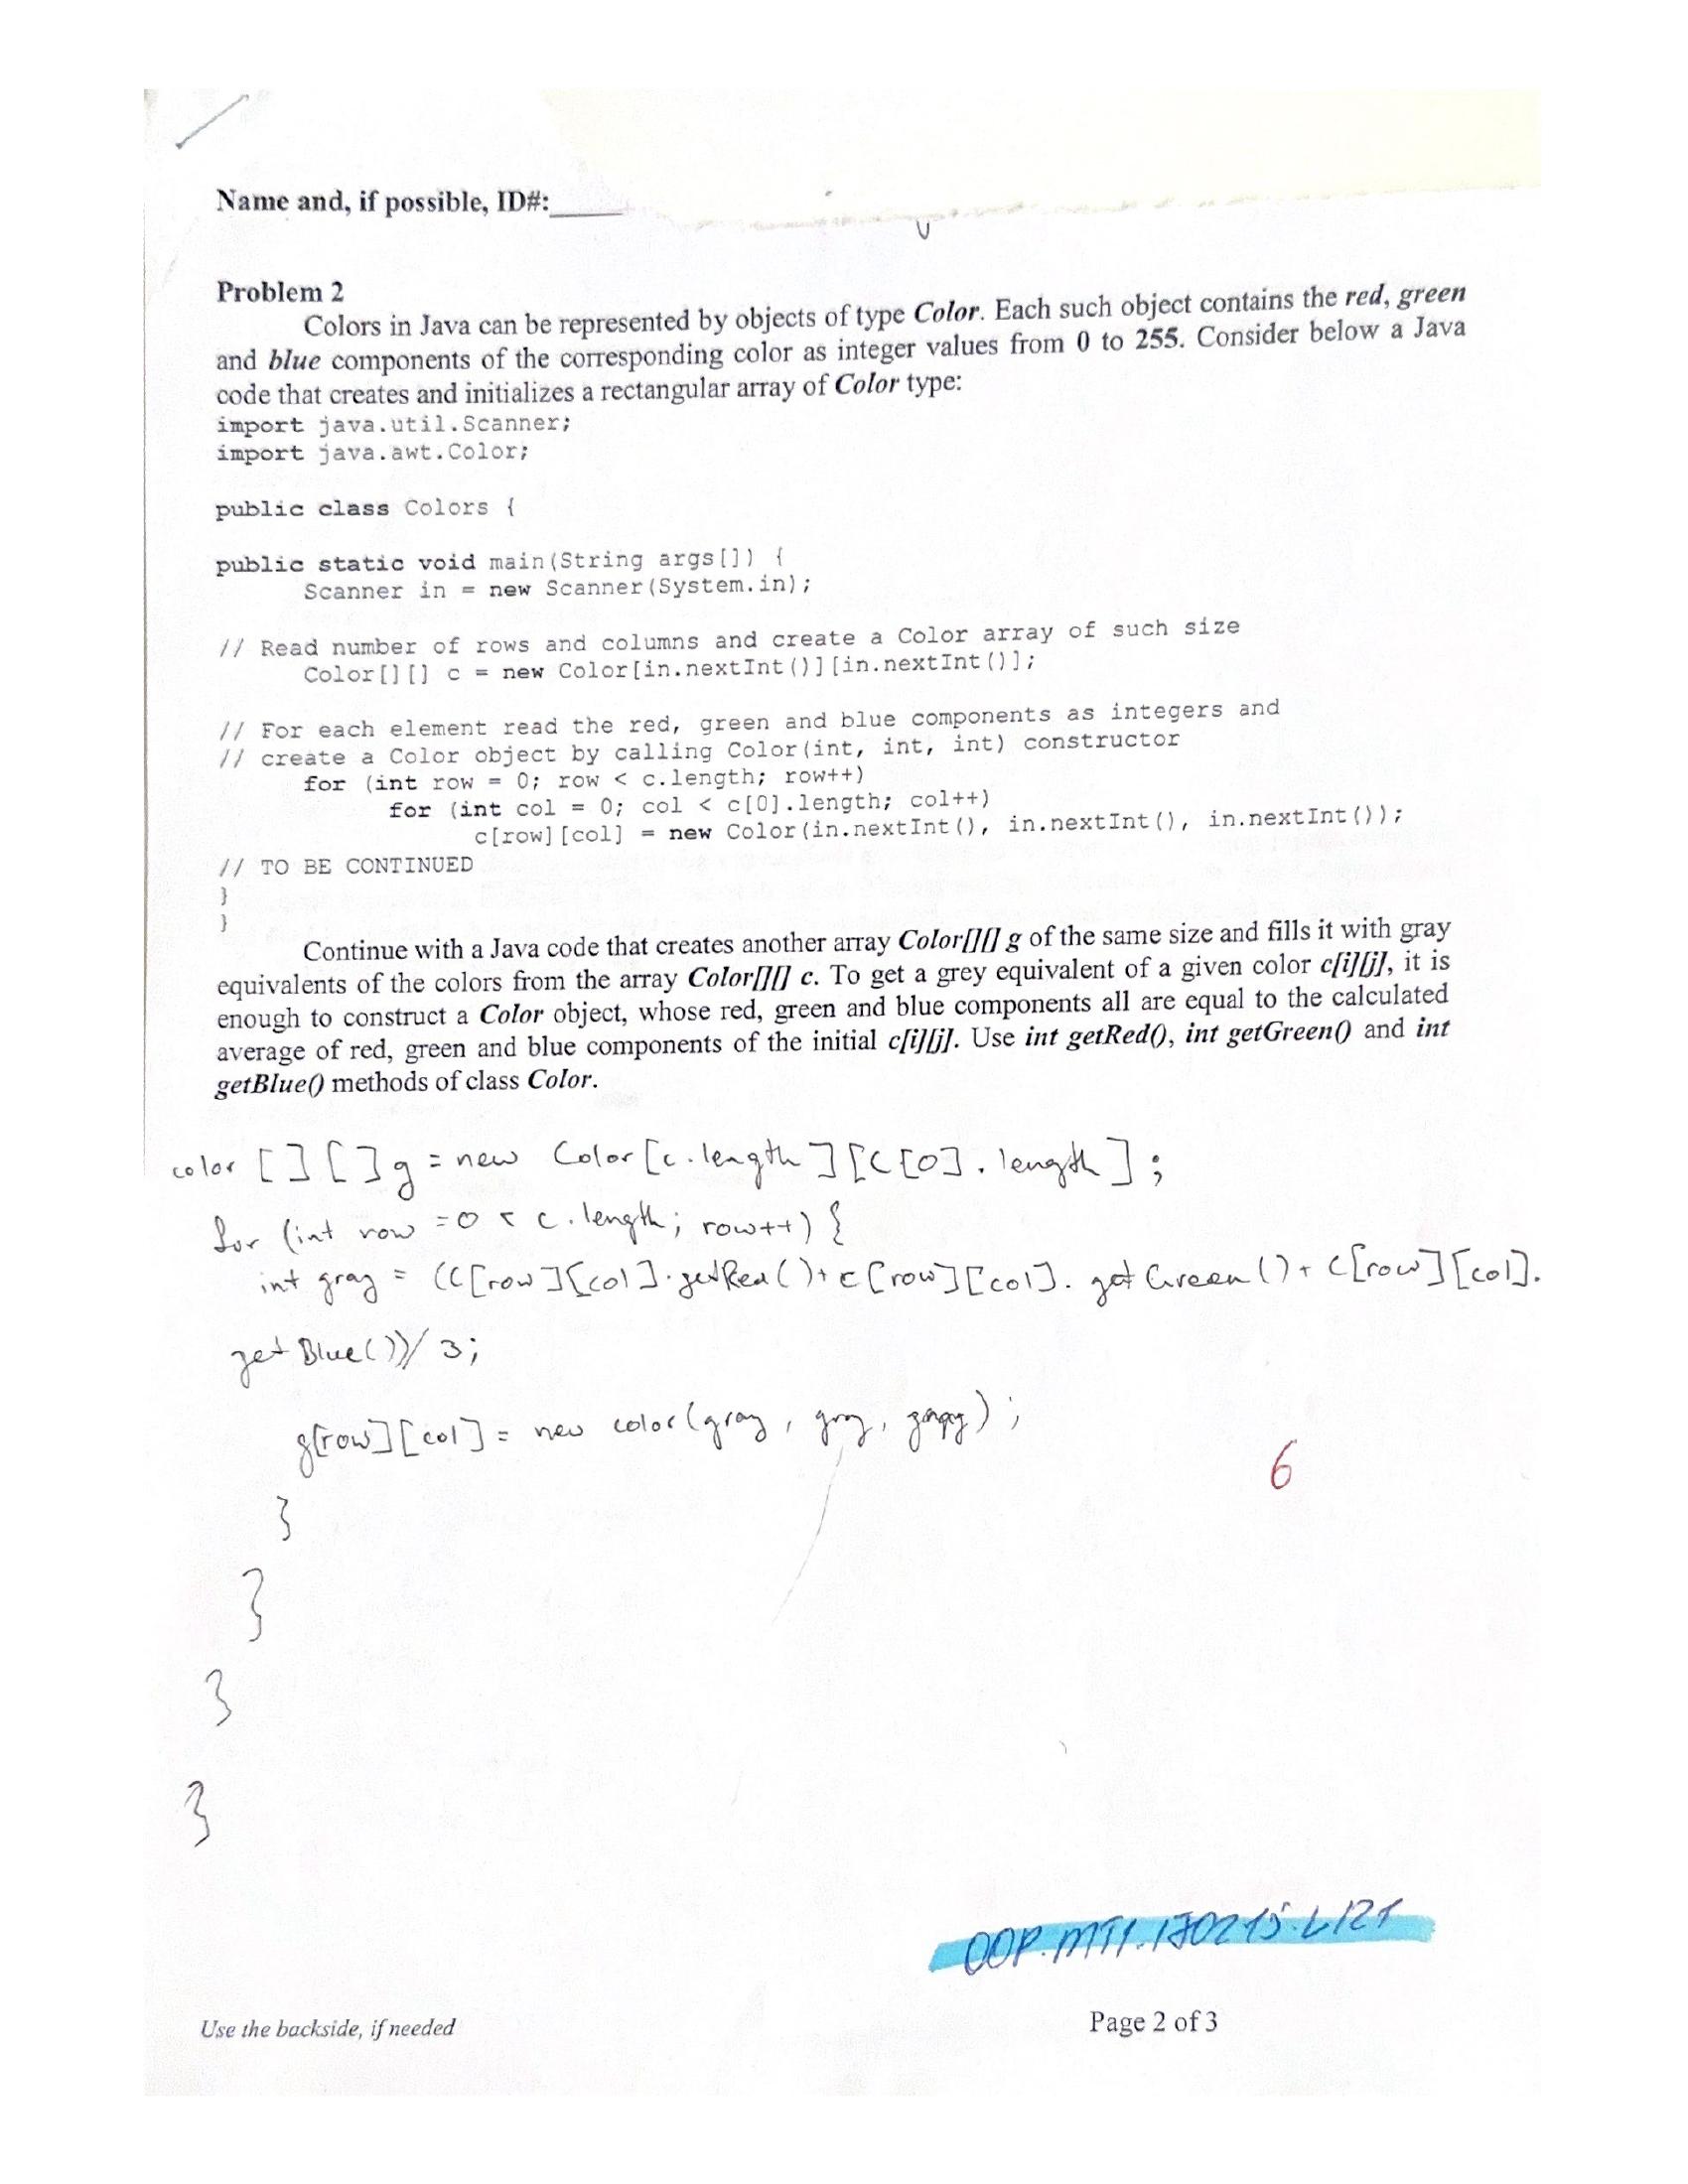 Name and, if possible, ID#:
Problem 2
Colors in Java can be represented by objects of type Color. Each such object contains the red, green
and blue components of the corresponding color as integer values from 0 to 255. Consider below a Java
code that creates and initializes a rectangular array of Color type:
import java.util.Scanner;
import java.awt.Color;
public class Colors {
public static void main(String args[]) {
Scanner in = new Scanner(System.in);
// Read number of rows and columns and create a Color array of such size
Color[][] c = new Color[in.nextInt()][in.nextInt()];
// For each element read the red, green and blue components as integers and
// create a Color object by calling Color(int, int, int) constructor
for (int row = 0; row < c.length; row++)
for (int col = 0; col < c[0].length; col++)
c[row][col] = new Color(in.nextInt(), in.nextInt(), in.nextInt());
// TO BE CONTINUED
}
}
Continue with a Java code that creates another array Color[][] g of the same size and fills it with gray
equivalents of the colors from the array Color[][] c. To get a grey equivalent of a given color c[i][j], it is
enough to construct a Color object, whose red, green and blue components all are equal to the calculated
average of red, green and blue components of the initial c[i][j]. Use int getRed(), int getGreen() and int
getBlue() methods of class Color.
color [ ] [ ] g = new Color [c.length] [C[0].length];
for (int row = 0 < c.length; row++) {
int gray = (C[row][col].getRed()+c[row][col].getGreen()+C[row][col].
getBlue())/3;
g[row][col] = new color(gray, gray, gray);
}
}
}
}
6
OOP.MT1.170215.L121
Use the backside, if needed
Page 2 of 3